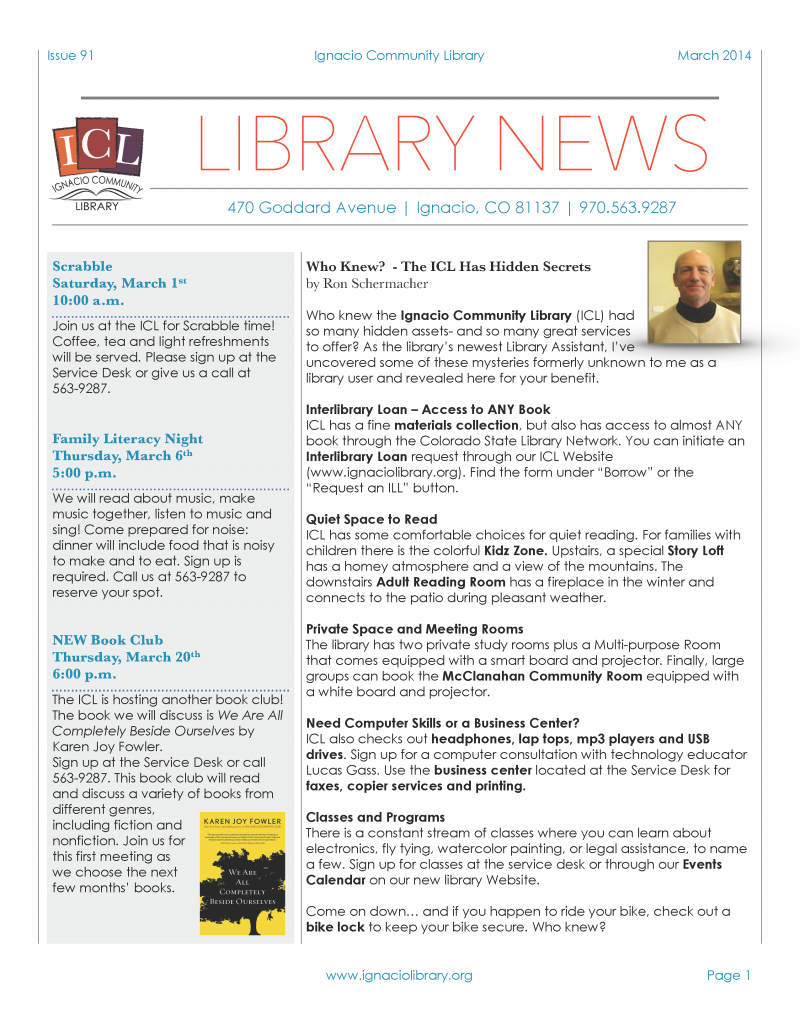 Issue 91
Ignacio Community Library
March 2014
ICL
IGNACIO COMMUNITY
LIBRARY
LIBRARY NEWS
470 Goddard Avenue | Ignacio, CO 81137 | 970.563.9287
Scrabble
Saturday, March 1st
10:00 a.m.
Join us at the ICL for Scrabble time!
Coffee, tea and light refreshments
will be served. Please sign up at the
Service Desk or give us a call at
563-9287.
Family Literacy Night
Thursday, March 6th
5:00 p.m.
We will read about music, make
music together, listen to music and
sing! Come prepared for noise:
dinner will include food that is noisy
to make and to eat. Sign up is
required. Call us at 563-9287 to
reserve your spot.
NEW Book Club
Thursday, March 20th
6:00 p.m.
The ICL is hosting another book club!
The book we will discuss is We Are All
Completely Beside Ourselves by
Karen Joy Fowler.
Sign up at the Service Desk or call
563-9287. This book club will read
and discuss a variety of books from
different genres,
including fiction and
nonfiction. Join us for
this first meeting as
we choose the next
few months' books.
KAREN JOY FOWLER
WE ARE
ALL
COMPLETELY
BESIDE OURSELVES
Who Knew?  - The ICL Has Hidden Secrets
by Ron Schermacher
Who knew the Ignacio Community Library (ICL) had
so many hidden assets- and so many great services
to offer? As the library's newest Library Assistant, I've
uncovered some of these mysteries formerly unknown to me as a
library user and revealed here for your benefit.
Interlibrary Loan – Access to ANY Book
ICL has a fine materials collection, but also has access to almost ANY
book through the Colorado State Library Network. You can initiate an
Interlibrary Loan request through our ICL Website
(www.ignaciolibrary.org). Find the form under "Borrow" or the
"Request an ILL" button.
Quiet Space to Read
ICL has some comfortable choices for quiet reading. For families with
children there is the colorful Kidz Zone. Upstairs, a special Story Loft
has a homey atmosphere and a view of the mountains. The
downstairs Adult Reading Room has a fireplace in the winter and
connects to the patio during pleasant weather.
Private Space and Meeting Rooms
The library has two private study rooms plus a Multi-purpose Room
that comes equipped with a smart board and projector. Finally, large
groups can book the McClanahan Community Room equipped with
a white board and projector.
Need Computer Skills or a Business Center?
ICL also checks out headphones, lap tops, mp3 players and USB
drives. Sign up for a computer consultation with technology educator
Lucas Gass. Use the business center located at the Service Desk for
faxes, copier services and printing.
Classes and Programs
There is a constant stream of classes where you can learn about
electronics, fly tying, watercolor painting, or legal assistance, to name
a few. Sign up for classes at the service desk or through our Events
Calendar on our new library Website.
Come on down… and if you happen to ride your bike, check out a
bike lock to keep your bike secure. Who knew?
www.ignaciolibrary.org
Page 1